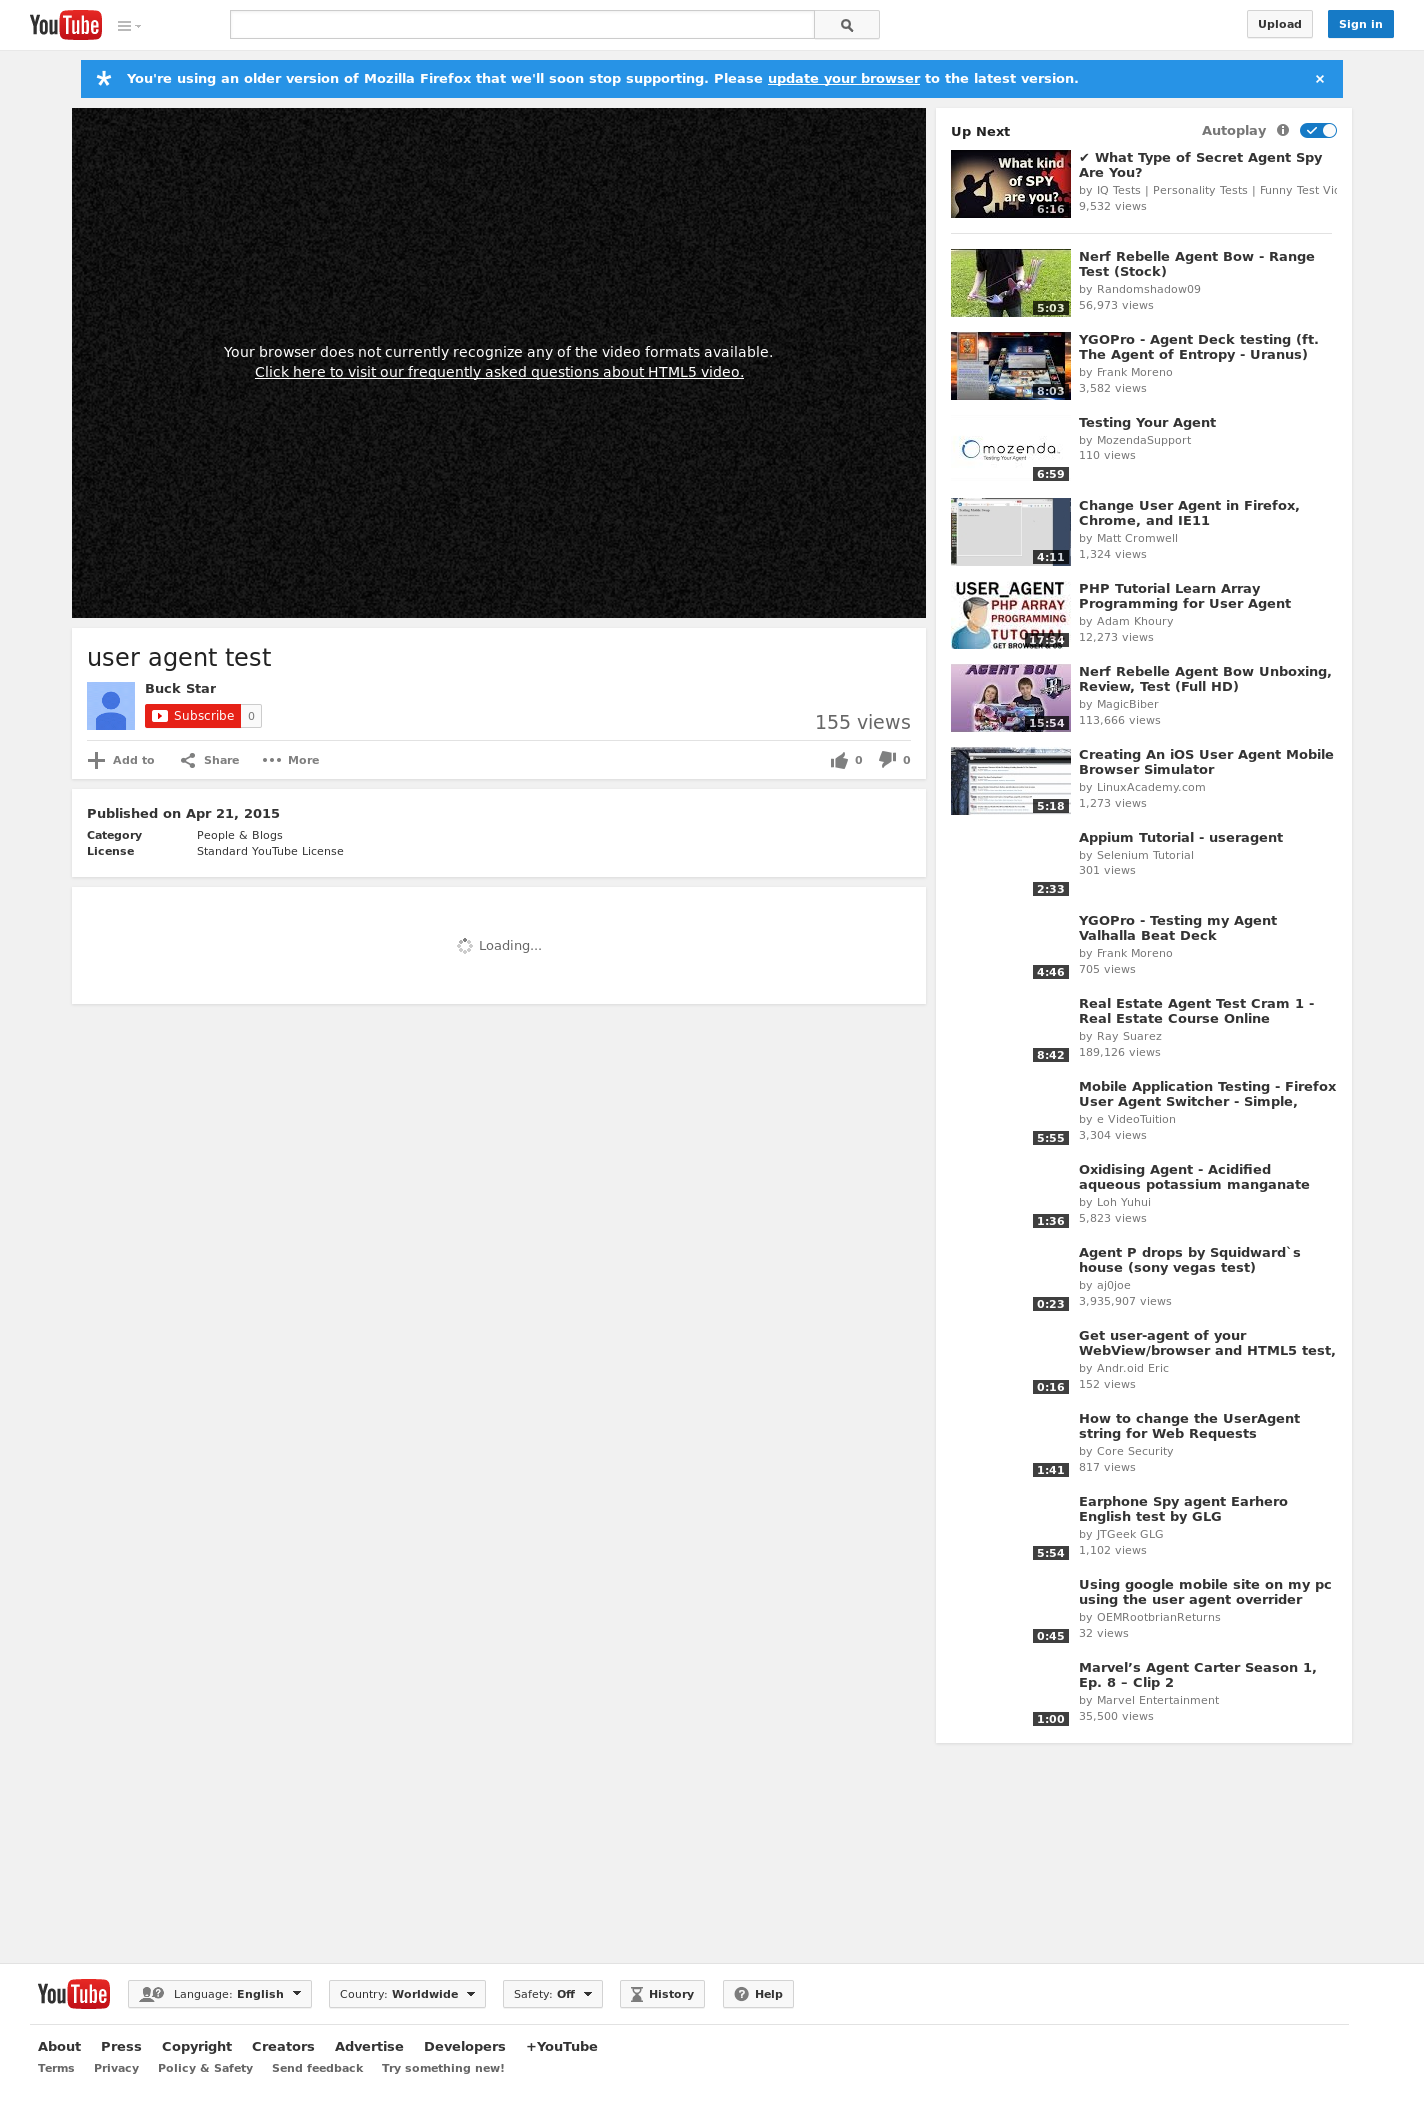 YouTube
Upload
Sign in
You're using an older version of Mozilla Firefox that we'll soon stop supporting. Please update your browser to the latest version.
×
Your browser does not currently recognize any of the video formats available.
Click here to visit our frequently asked questions about HTML5 video.
user agent test
Buck Star
Subscribe 0
155 views
Add to
Share
More
0
0
Published on Apr 21, 2015
Category People & Blogs
License Standard YouTube License
Loading...
Up Next
Autoplay
What kind
of SPY
are you?
6:16
✔ What Type of Secret Agent Spy
Are You?
by IQ Tests | Personality Tests | Funny Test Vid
9,532 views
5:03
Nerf Rebelle Agent Bow - Range
Test (Stock)
by Randomshadow09
56,973 views
8:03
YGOPro - Agent Deck testing (ft.
The Agent of Entropy - Uranus)
by Frank Moreno
3,582 views
mozenda
Testing Your Agent
6:59
Testing Your Agent
by MozendaSupport
110 views
4:11
Change User Agent in Firefox,
Chrome, and IE11
by Matt Cromwell
1,324 views
USER_AGENT
PHP ARRAY
PROGRAMMING
TUTORIAL
17:34
PHP Tutorial Learn Array
Programming for User Agent
by Adam Khoury
12,273 views
AGENT BOW
15:54
Nerf Rebelle Agent Bow Unboxing,
Review, Test (Full HD)
by MagicBiber
113,666 views
5:18
Creating An iOS User Agent Mobile
Browser Simulator
by LinuxAcademy.com
1,273 views
2:33
Appium Tutorial - useragent
by Selenium Tutorial
301 views
4:46
YGOPro - Testing my Agent
Valhalla Beat Deck
by Frank Moreno
705 views
8:42
Real Estate Agent Test Cram 1 -
Real Estate Course Online
by Ray Suarez
189,126 views
5:55
Mobile Application Testing - Firefox
User Agent Switcher - Simple,
by e VideoTuition
3,304 views
1:36
Oxidising Agent - Acidified
aqueous potassium manganate
by Loh Yuhui
5,823 views
0:23
Agent P drops by Squidward`s
house (sony vegas test)
by aj0joe
3,935,907 views
0:16
Get user-agent of your
WebView/browser and HTML5 test,
by Andr.oid Eric
152 views
1:41
How to change the UserAgent
string for Web Requests
by Core Security
817 views
5:54
Earphone Spy agent Earhero
English test by GLG
by JTGeek GLG
1,102 views
0:45
Using google mobile site on my pc
using the user agent overrider
by OEMRootbrianReturns
32 views
1:00
Marvel’s Agent Carter Season 1,
Ep. 8 – Clip 2
by Marvel Entertainment
35,500 views
YouTube
Language: English
Country: Worldwide
Safety: Off
History
Help
About Press Copyright Creators Advertise Developers +YouTube
Terms Privacy Policy & Safety Send feedback Try something new!